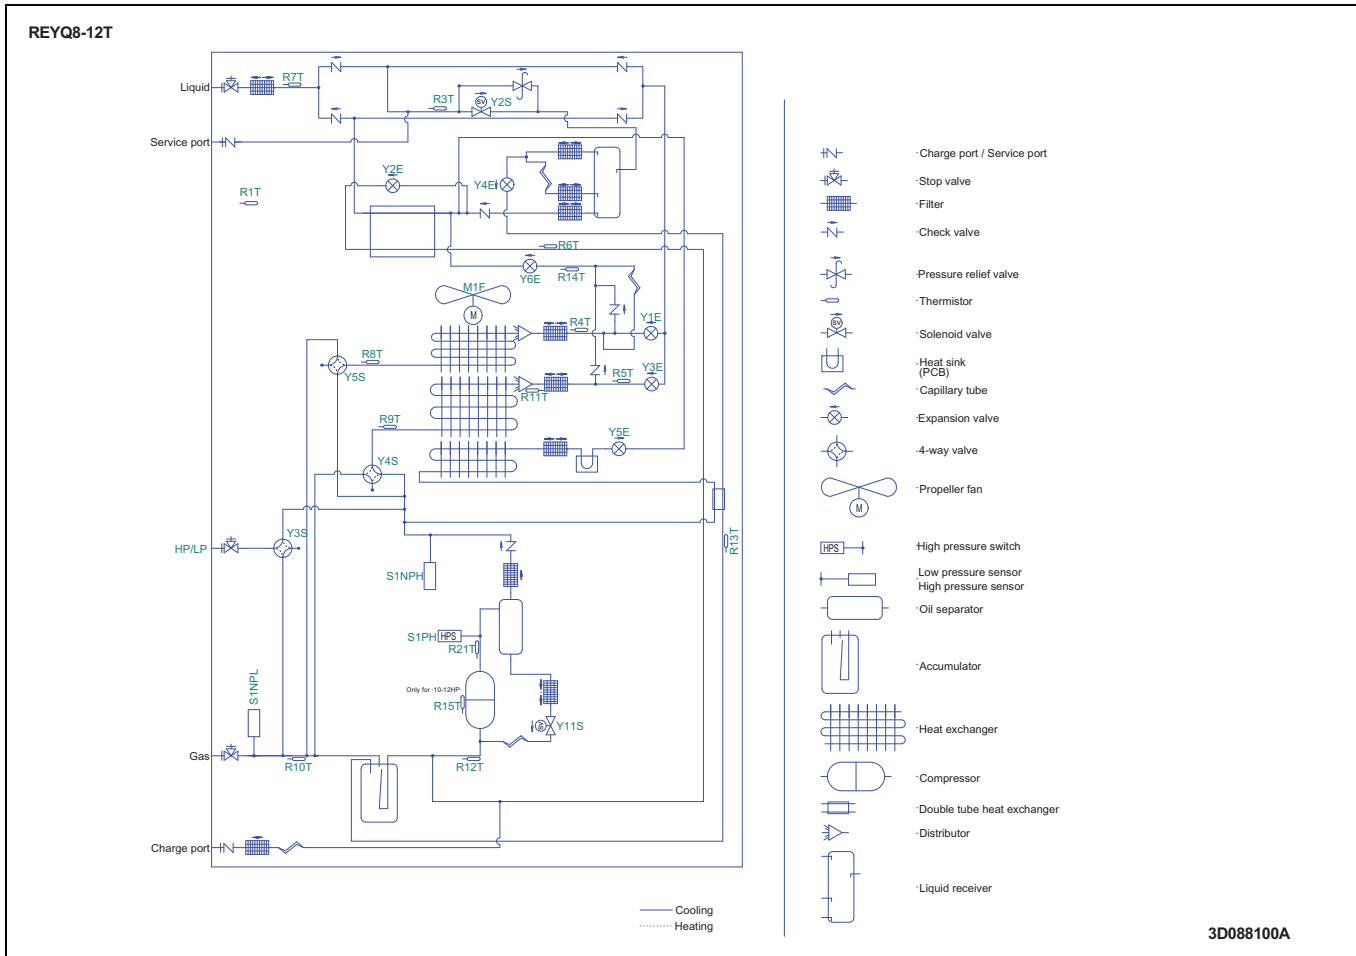 REYQ8-12T
Liquid
R7T
R3T
SV
Y2S
Service port
Y2E
Y4E
R1T
R6T
Y6E
R14T
M1F
M
R4T
Y1E
R8T
Y5S
R5T
Y3E
R11T
R9T
Y5E
Y4S
HP/LP
Y3S
R13T
S1NPH
S1PH
HPS
R21T
S1NPL
Only for ·10-12HP·
R15T
SV
Y11S
Gas
R10T
R12T
Charge port
Cooling
Heating
·Charge port / Service port
·Stop valve
·Filter
·Check valve
·Pressure relief valve
·Thermistor
SV
·Solenoid valve
·Heat sink
(PCB)
·Capillary tube
·Expansion valve
·4-way valve
·Propeller fan
M
HPS
·High pressure switch
·Low pressure sensor
High pressure sensor
·Oil separator
·Accumulator
·Heat exchanger
·Compressor
·Double tube heat exchanger
·Distributor
·Liquid receiver
3D088100A